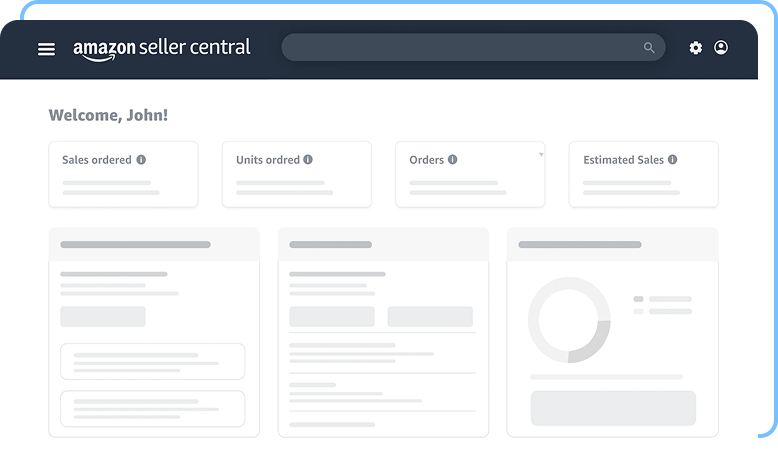 amazon seller central
Welcome, John!
Sales ordered
Units ordred
Orders
Estimated Sales